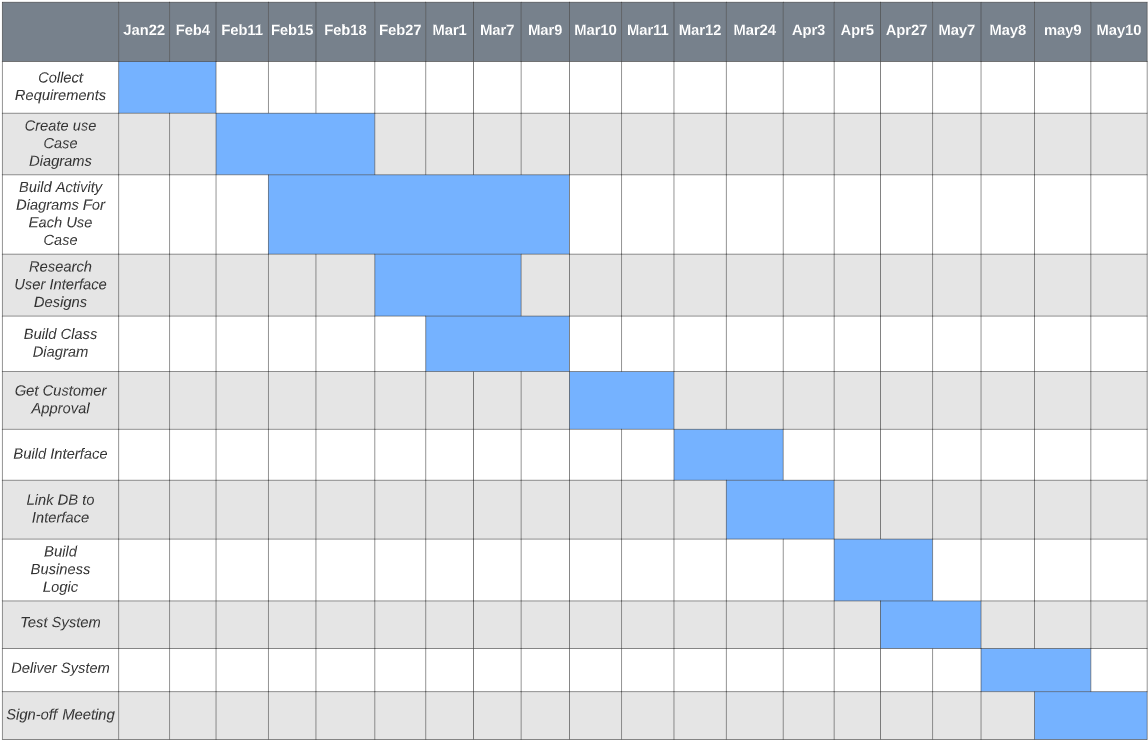 Jan22 Feb4 Feb11 Feb15 Feb18 Feb27 Mar1 Mar7 Mar9 Mar10 Mar11 Mar12 Mar24 Apr3 Apr5 Apr27 May7 May8 may9 May10
Collect
Requirements
Create use
Case
Diagrams
Build Activity
Diagrams For
Each Use
Case
Research
User Interface
Designs
Build Class
Diagram
Get Customer
Approval
Build Interface
Link DB to
Interface
Build
Business
Logic
Test System
Deliver System
Sign-off Meeting